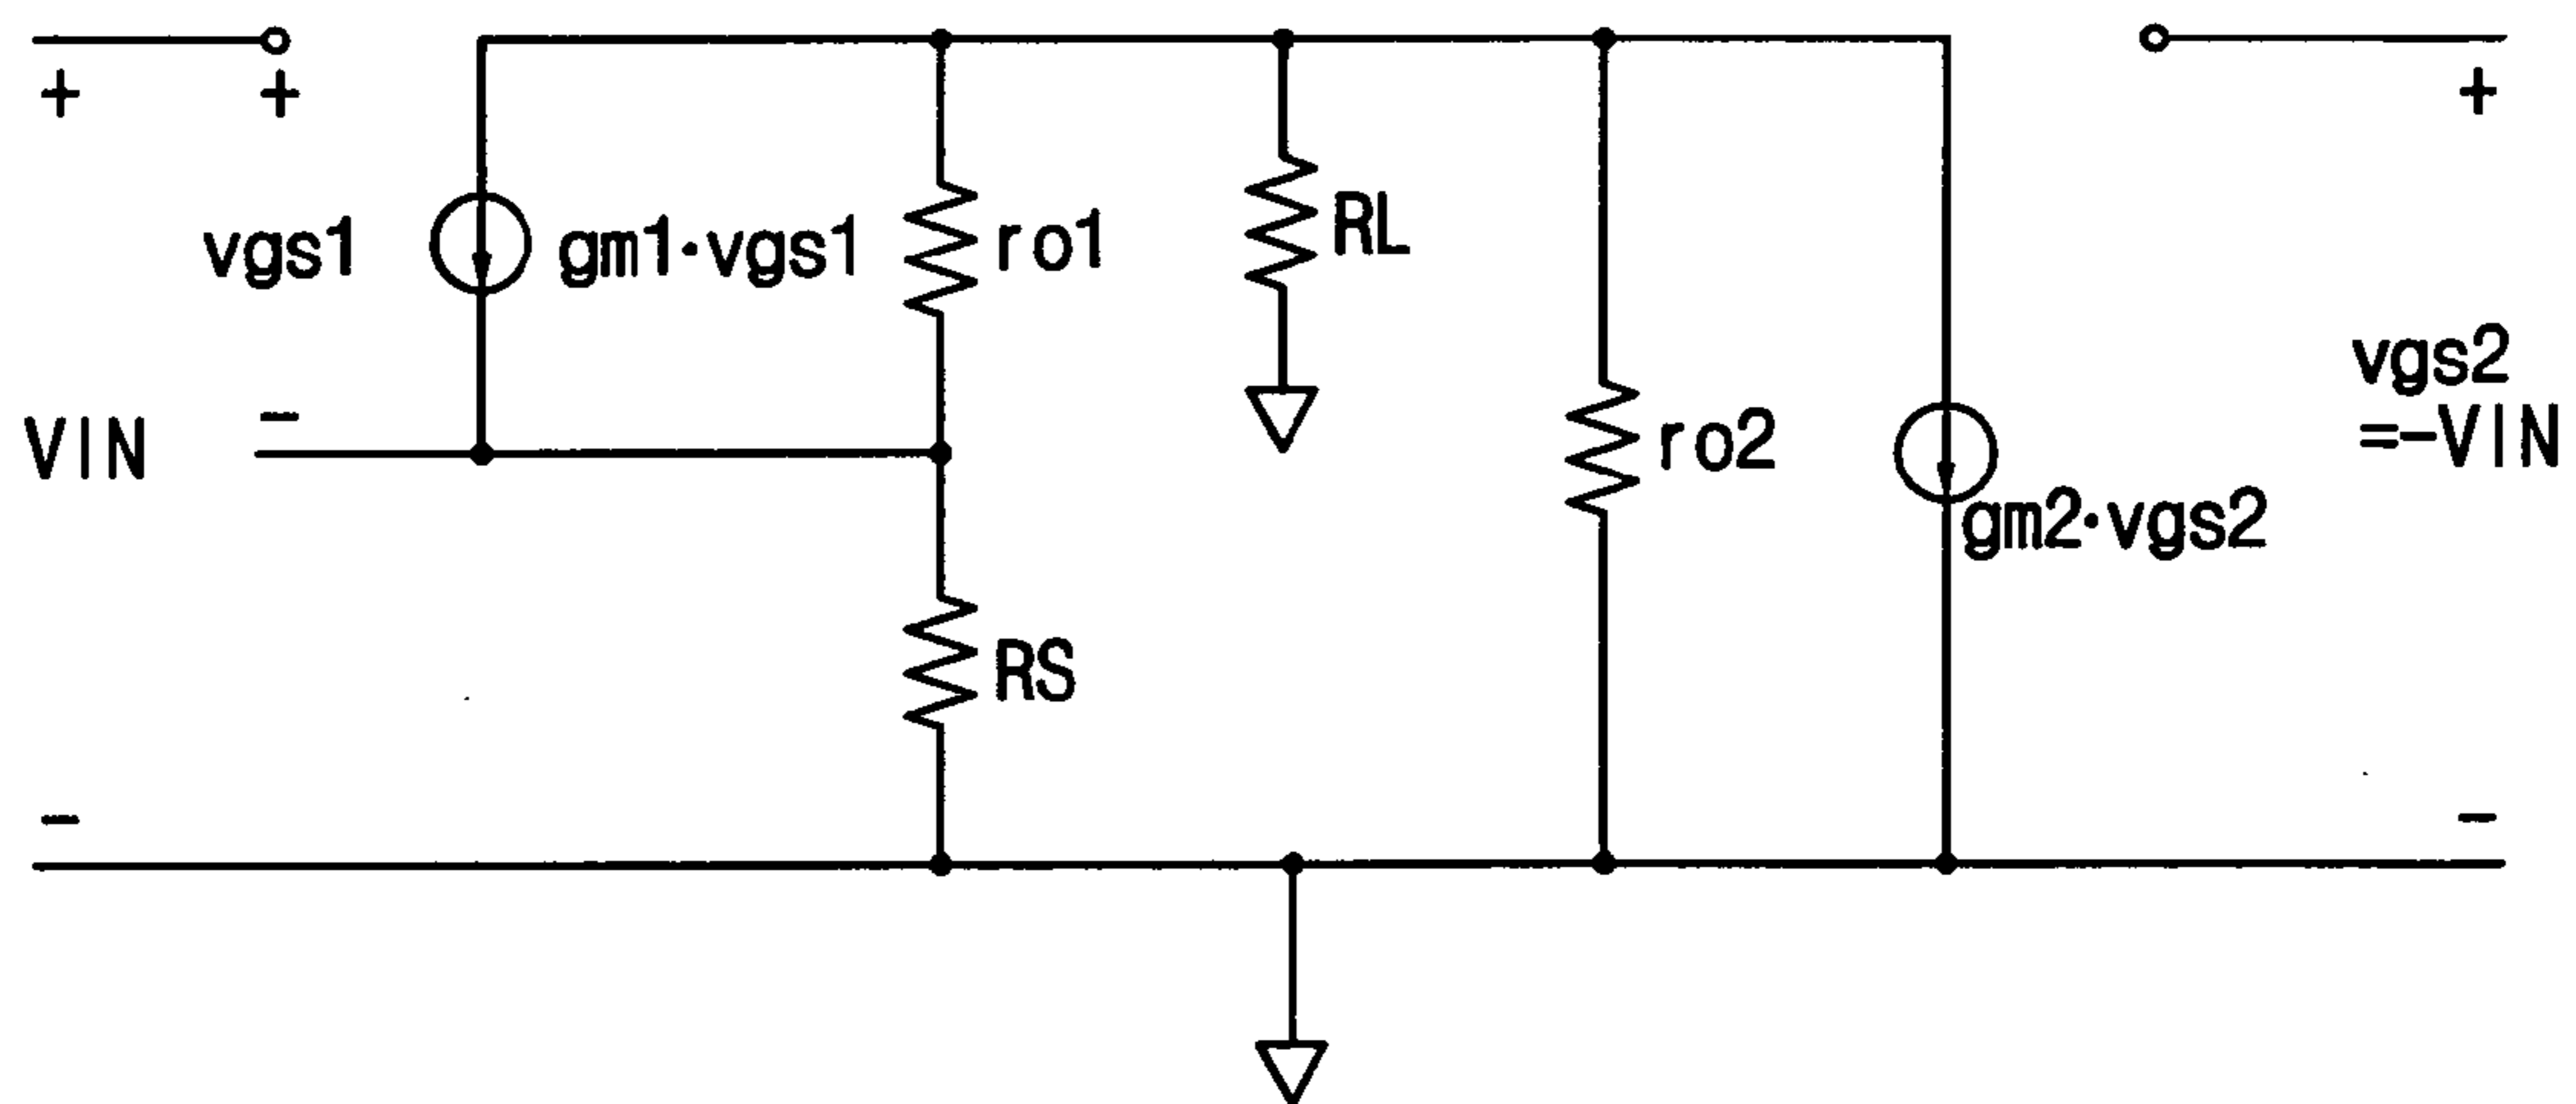 + + +
vgs1 gm1·vgs1 ro1 RL
VIN - ro2 vgs2
=-VIN
gm2·vgs2
RS
- -